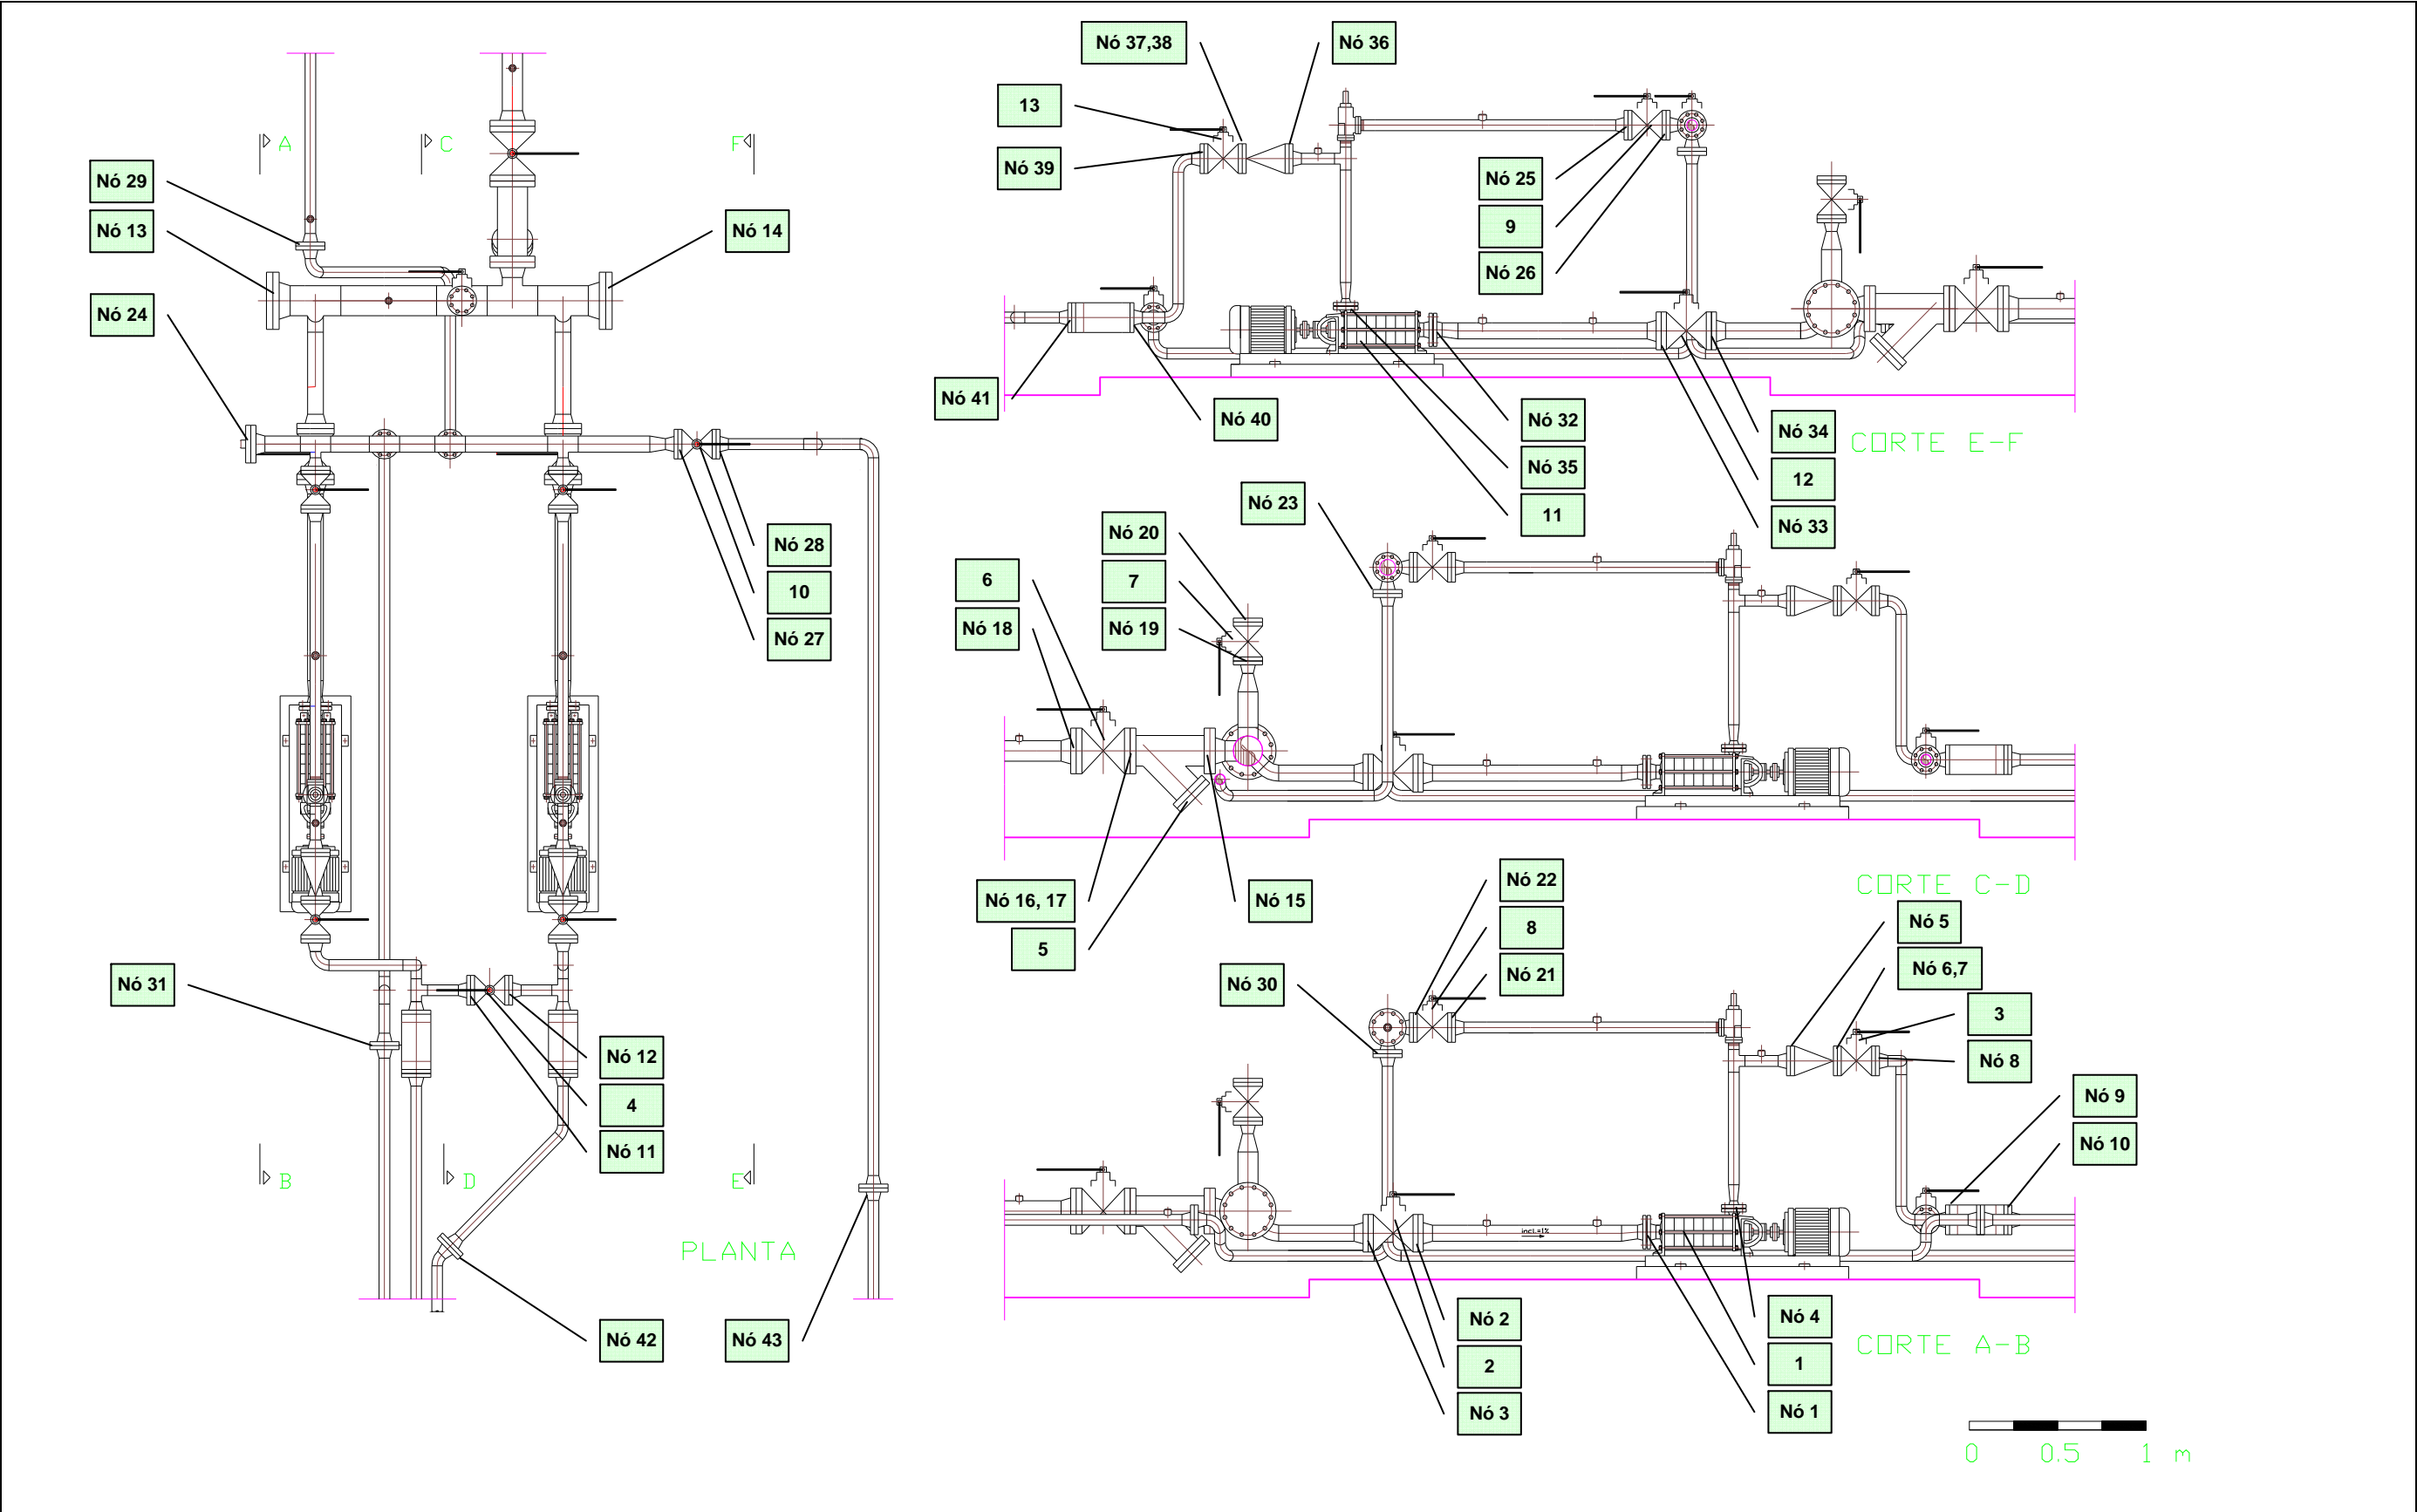 A
C
F
Nó 29
Nó 13
Nó 14
Nó 24
Nó 28
10
Nó 27
Nó 31
Nó 12
4
Nó 11
B
D
E
PLANTA
Nó 42
Nó 43
Nó 37,38
Nó 36
13
Nó 39
Nó 25
9
Nó 26
Nó 41
Nó 40
Nó 32
Nó 35
11
Nó 34
12
Nó 33
CORTE E-F
Nó 23
Nó 20
7
Nó 19
6
Nó 18
Nó 16, 17
5
Nó 15
CORTE C-D
Nó 22
8
Nó 21
Nó 30
Nó 5
Nó 6,7
3
Nó 8
Nó 9
Nó 10
incl.=1%
Nó 2
2
Nó 3
Nó 4
1
Nó 1
CORTE A-B
0 0.5 1 m